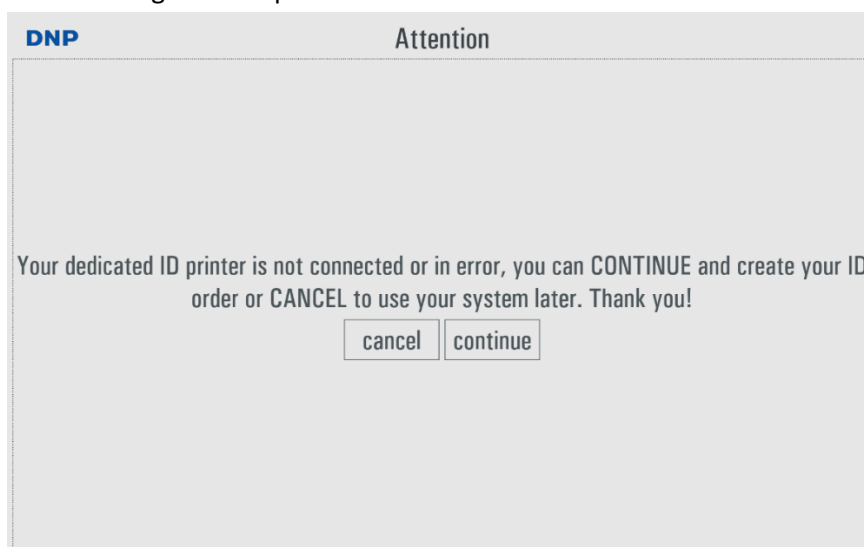 DNP
Attention
Your dedicated ID printer is not connected or in error, you can CONTINUE and create your ID
order or CANCEL to use your system later. Thank you!
cancel continue